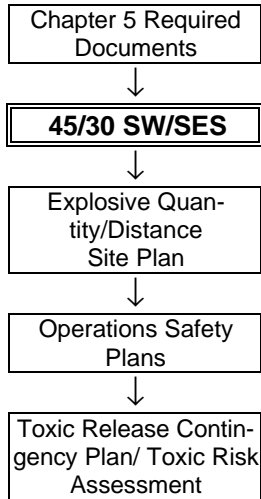 Chapter 5 Required
Documents
45/30 SW/SES
Explosive Quan-
tity/Distance
Site Plan
Operations Safety
Plans
Toxic Release Contin-
gency Plan/ Toxic Risk
Assessment